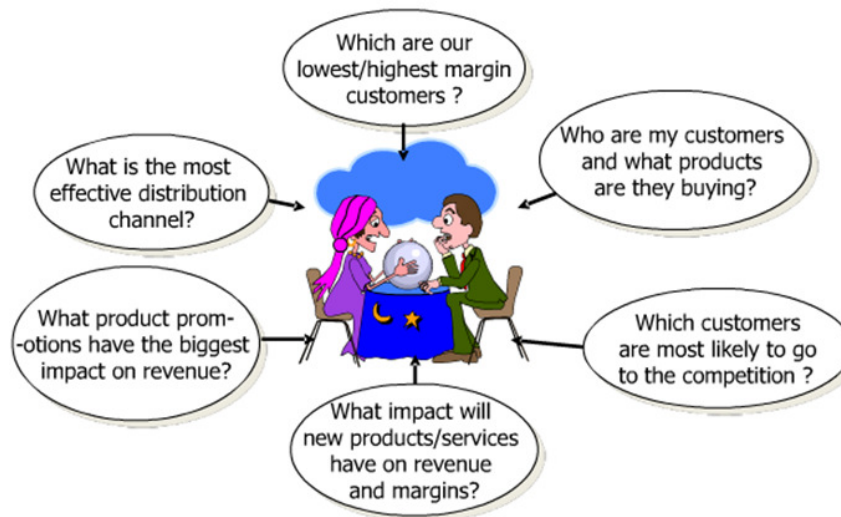 Which are our
lowest/highest margin
customers ?
Who are my customers
and what products
are they buying?
What is the most
effective distribution
channel?
What product prom-
-otions have the biggest
impact on revenue?
Which customers
are most likely to go
to the competition ?
What impact will
new products/services
have on revenue
and margins?